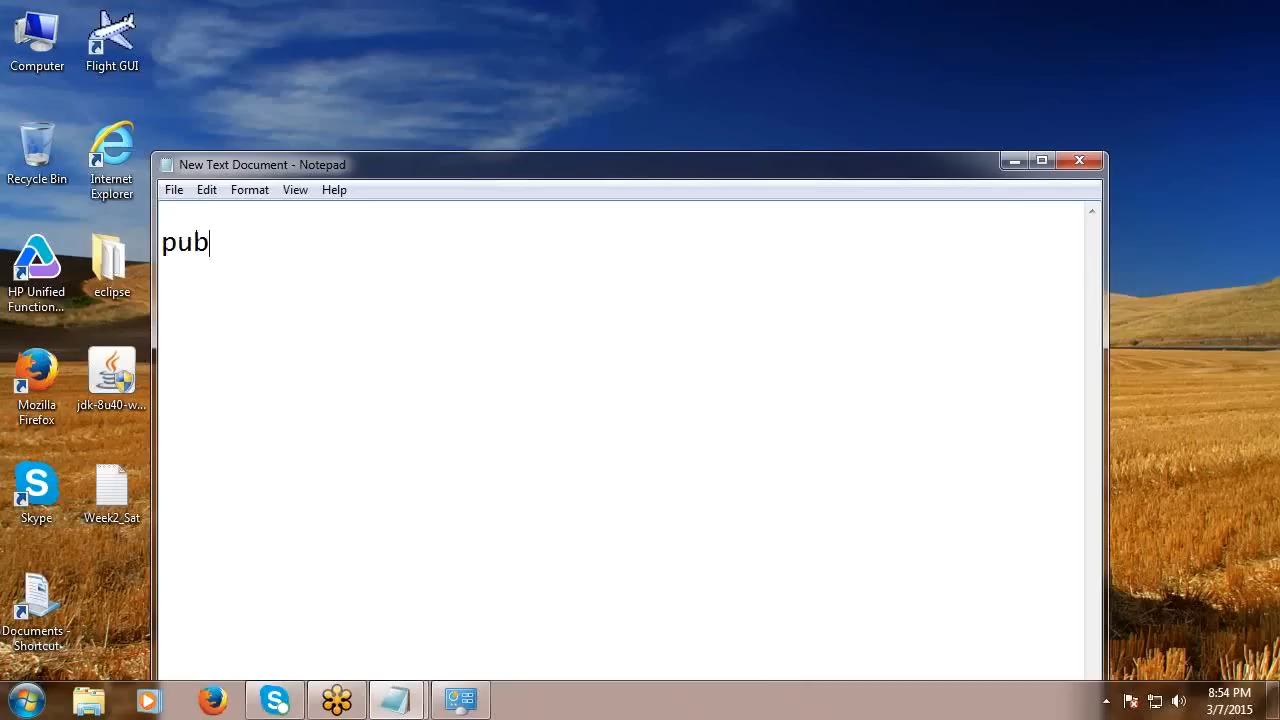 Computer
Flight GUI
Recycle Bin
Internet
Explorer
HP Unified
Function...
eclipse
Mozilla
Firefox
jdk-8u40-w...
Skype
Week2_Sat
Documents -
Shortcut
New Text Document - Notepad
File Edit Format View Help
pub
8:54 PM
3/7/2015